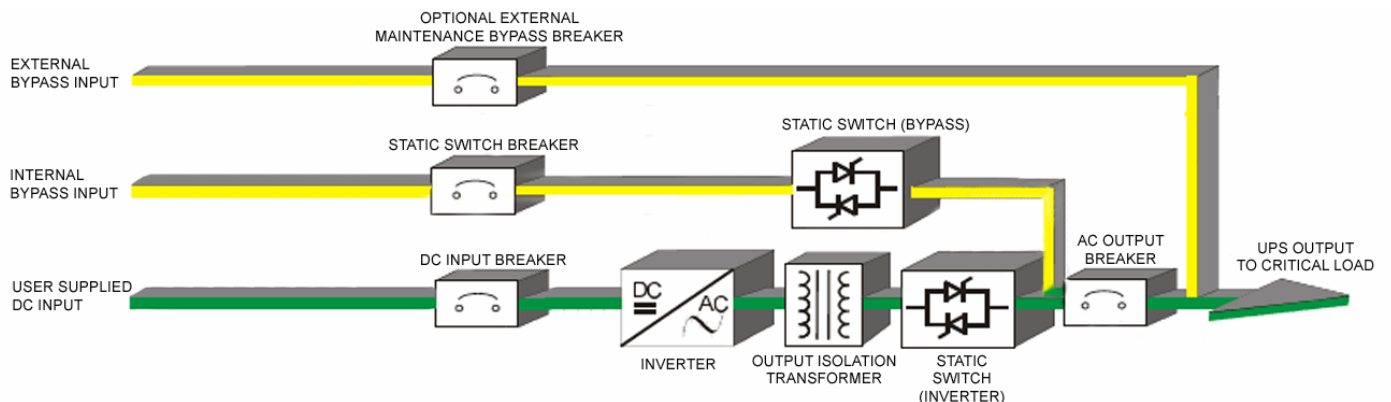 OPTIONAL EXTERNAL
MAINTENANCE BYPASS BREAKER
EXTERNAL
BYPASS INPUT
STATIC SWITCH (BYPASS)
STATIC SWITCH BREAKER
INTERNAL
BYPASS INPUT
AC OUTPUT
BREAKER
UPS OUTPUT
TO CRITICAL LOAD
DC INPUT BREAKER
USER SUPPLIED
DC INPUT
DC
AC
INVERTER
OUTPUT ISOLATION
TRANSFORMER
STATIC
SWITCH
(INVERTER)